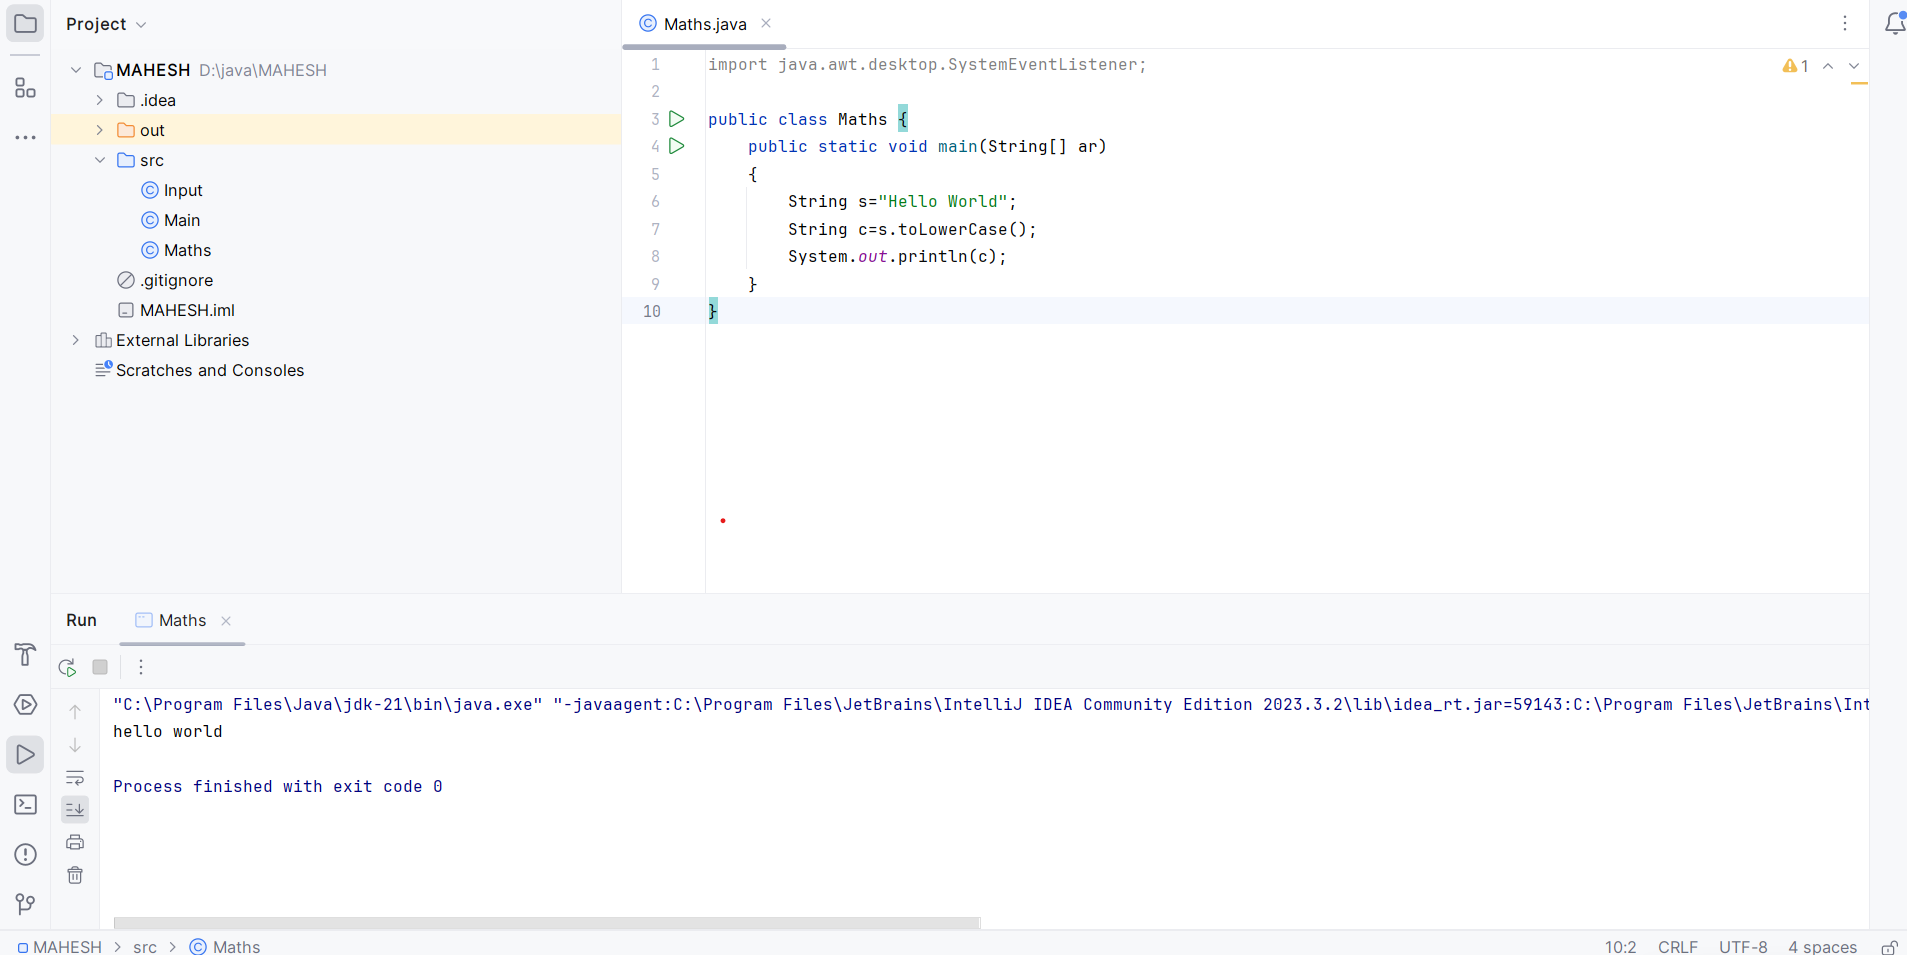 Project
MAHESH D:\java\MAHESH
.idea
out
src
Input
Main
Maths
.gitignore
MAHESH.iml
External Libraries
Scratches and Consoles
Maths.java
1 import java.awt.desktop.SystemEventListener;
2
3 public class Maths {
4 public static void main(String[] ar)
5 {
6 String s="Hello World";
7 String c=s.toLowerCase();
8 System.out.println(c);
9 }
10 }
1
Run Maths
"C:\Program Files\Java\jdk-21\bin\java.exe" "-javaagent:C:\Program Files\JetBrains\IntelliJ IDEA Community Edition 2023.3.2\lib\idea_rt.jar=59143:C:\Program Files\JetBrains\Int
hello world
Process finished with exit code 0
MAHESH > src > Maths
10:2 CRLF UTF-8 4 spaces